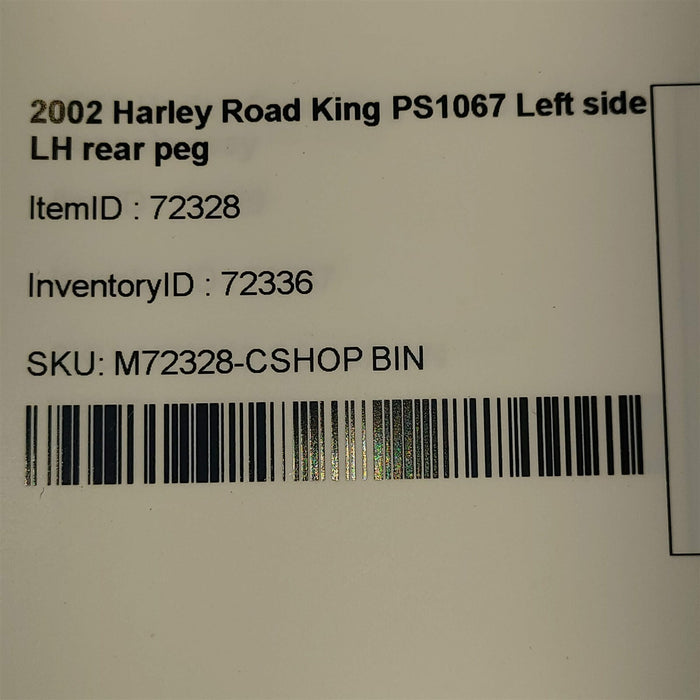 2002 Harley Road King PS1067 Left side
LH rear peg
ItemID : 72328
InventoryID : 72336
SKU: M72328-CSHOP BIN